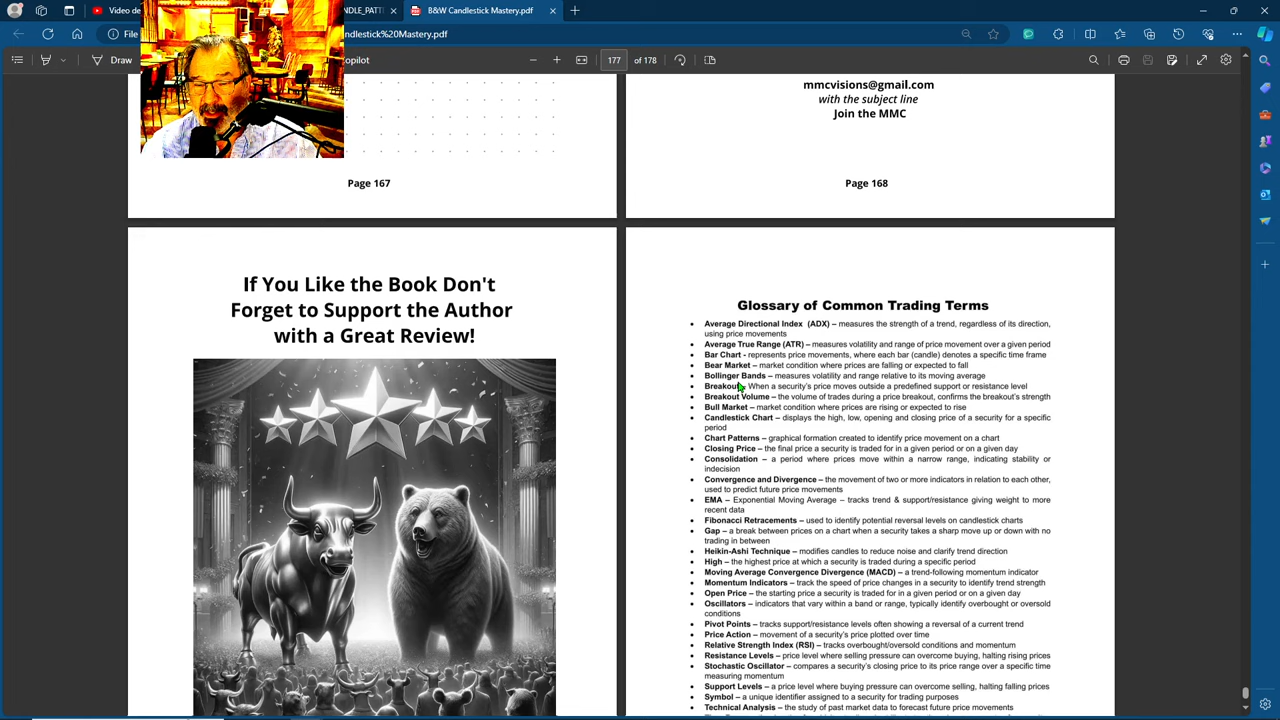 Video
BUL & W
BZX & D
File
ndlestick%20Mastery.pdf
Draw
opilot
177 of 178
Page 167
mmcvisions@gmail.com
with the subject line
Join the MMC
Page 168
If You Like the Book Don't
Forget to Support the Author
with a Great Review!
Glossary of Common Trading Terms
• Average Directional Index (ADX) – measures the strength of a trend, regardless of its direction,
using price movements
• Average True Range (ATR) – measures volatility and range of price movement over a given period
• Bar Chart - represents price movements, where each bar (candle) denotes a specific time frame
• Bear Market – market condition where prices are falling or expected to fall
• Bollinger Bands – measures volatility and range relative to its moving average
• Breakout – When a security's price moves outside a predefined support or resistance level
• Breakout Volume – the volume of trades during a price breakout, confirms the breakout's strength
• Bull Market – market condition where prices are rising or expected to rise
• Candlestick Chart – displays the high, low, opening and closing price of a security for a specific
period
• Chart Patterns – graphical formation created to identify price movement on a chart
• Closing Price – the final price a security is traded for in a given period or on a given day
• Consolidation – a period where prices move within a narrow range, indicating stability or
indecision
• Convergence and Divergence – the movement of two or more indicators in relation to each other,
used to predict future price movements
• EMA – Exponential Moving Average – tracks trend & support/resistance giving weight to more
recent data
• Fibonacci Retracements – used to identify potential reversal levels on candlestick charts
• Gap – a break between prices on a chart when a security takes a sharp move up or down with no
trading in between
• Heikin-Ashi Technique – modifies candles to reduce noise and clarify trend direction
• High – the highest price at which a security is traded during a specific period
• Moving Average Convergence Divergence (MACD) – a trend-following momentum indicator
• Momentum Indicators – track the speed of price changes in a security to identify trend strength
• Open Price – the starting price a security is traded for in a given period or on a given day
• Oscillators – indicators that vary within a band or range, typically identify overbought or oversold
conditions
• Pivot Points – tracks support/resistance levels often showing a reversal of a current trend
• Price Action – movement of a security's price plotted over time
• Relative Strength Index (RSI) – tracks overbought/oversold conditions and momentum
• Resistance Levels – price level where selling pressure can overcome buying, halting rising prices
• Stochastic Oscillator – compares a security's closing price to its price range over a specific time
measuring momentum
• Support Levels – a price level where buying pressure can overcome selling, halting falling prices
• Symbol – a unique identifier assigned to a security for trading purposes
• Technical Analysis – the study of past market data to forecast future price movements